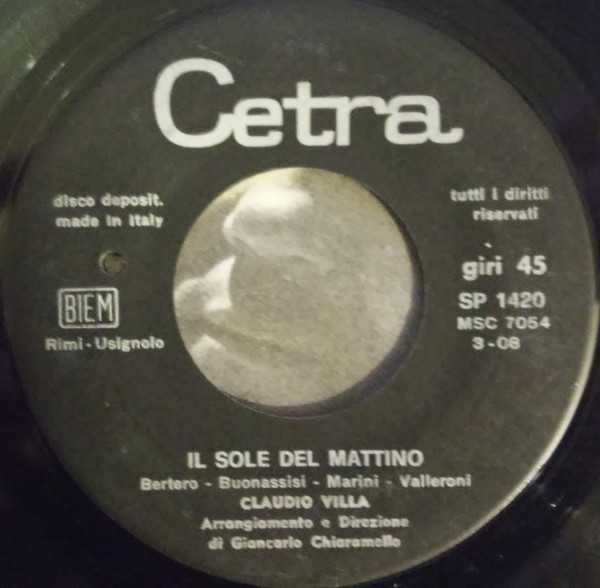 Cetra
disco deposit.
made in Italy
tutti i diritti
riservati
giri 45
BIEM
SP 1420
MSC 7054
Rimi-Usignolo
3-08
IL SOLE DEL MATTINO
Bertero - Buonassisi - Marini - Valleroni
CLAUDIO VILLA
Arrangiamento e Direzione
di Giancarlo Chiaramello